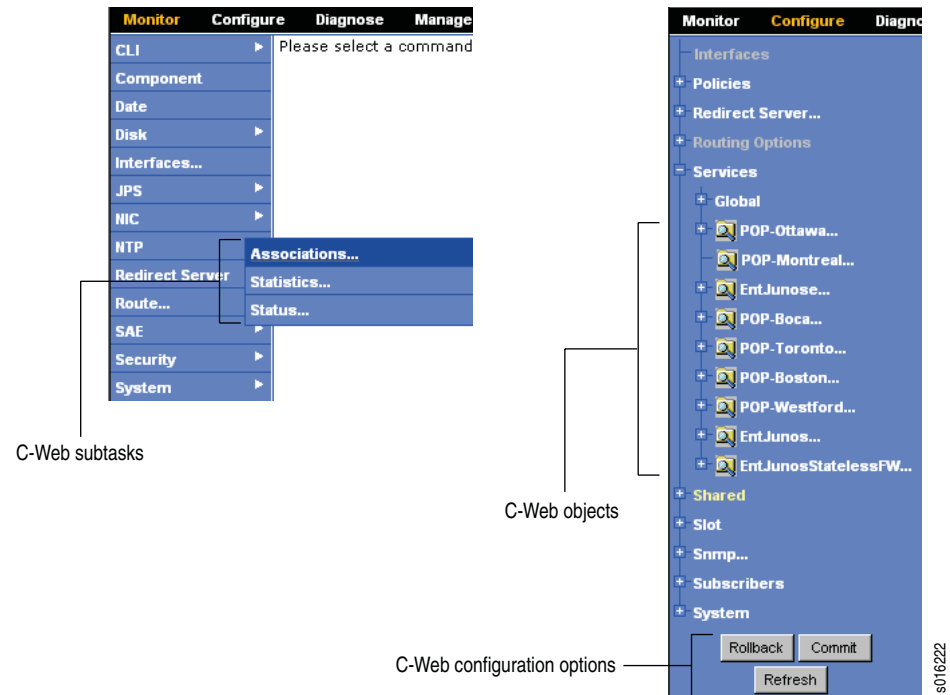 Monitor Configure Diagnose Manage
CLI
Please select a command
Component
Date
Disk
Interfaces...
JPS
NIC
NTP
Associations...
Redirect Server
Statistics...
Route...
Status...
SAE
Security
System
C-Web subtasks
Monitor Configure Diagno
Interfaces
Policies
Redirect Server...
Routing Options
Services
Global
POP-Ottawa...
POP-Montreal...
EntJunose...
POP-Boca...
POP-Toronto...
POP-Boston...
POP-Westford...
EntJunos...
EntJunosStatelessFW...
C-Web objects
Shared
Slot
Snmp...
Subscribers
System
Rollback Commit
C-Web configuration options
Refresh
s016222